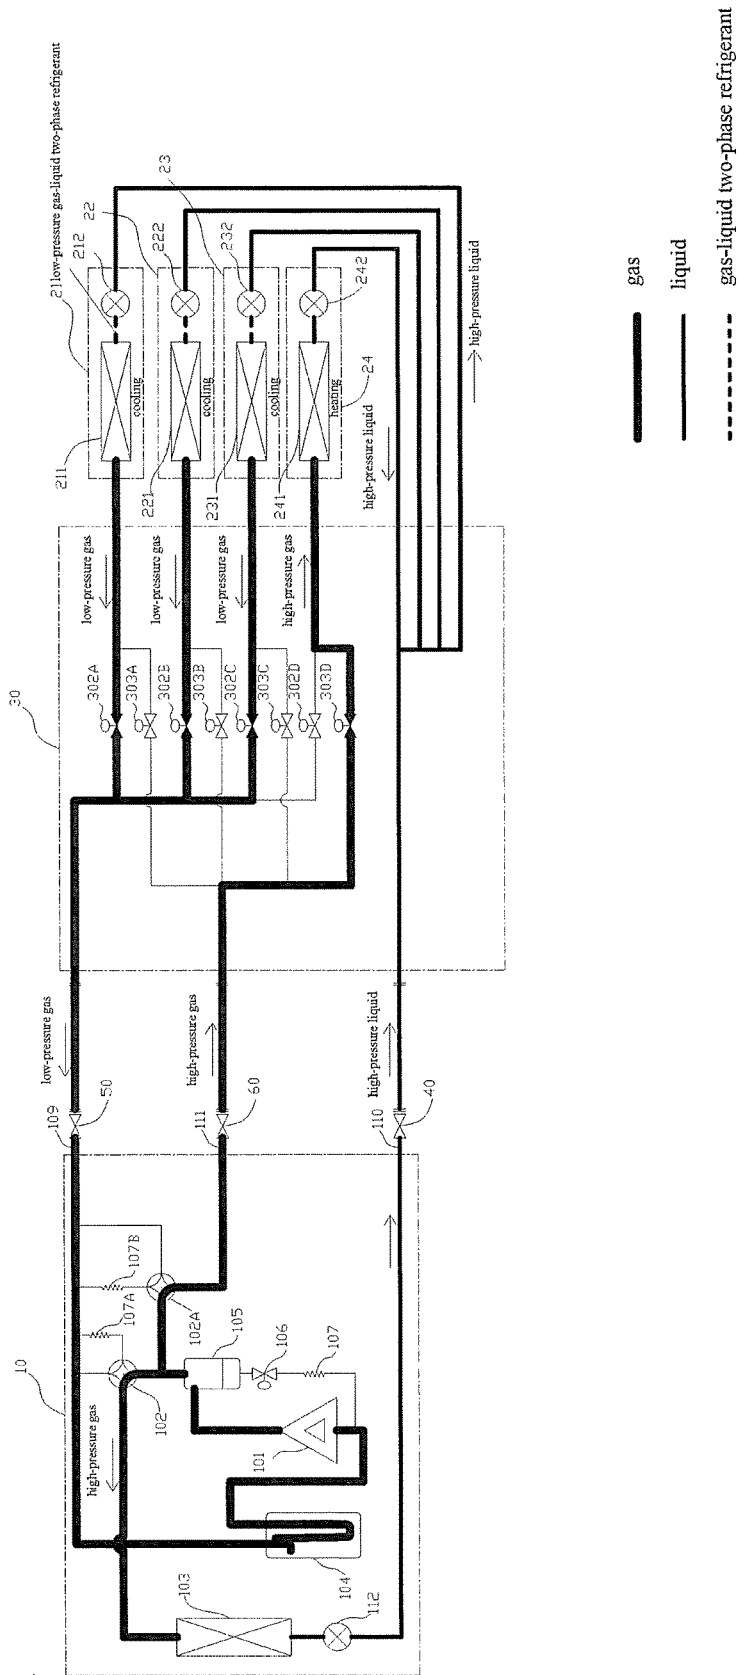 low-pressure gas-liquid two-phase refrigerant
21
212
22
23
222
232
242
cooling
cooling
cooling
heating
24
211
221
231
241
high-pressure liquid
high-pressure liquid
30
low-pressure gas
low-pressure gas
low-pressure gas
high-pressure gas
302A
303A
302B
303B
302C
303C
302D
303D
low-pressure gas
high-pressure gas
high-pressure liquid
50
60
40
109
111
110
10
107B
107A
102A
102
105
106
107
101
high-pressure gas
104
103
112
gas
liquid
gas-liquid two-phase refrigerant